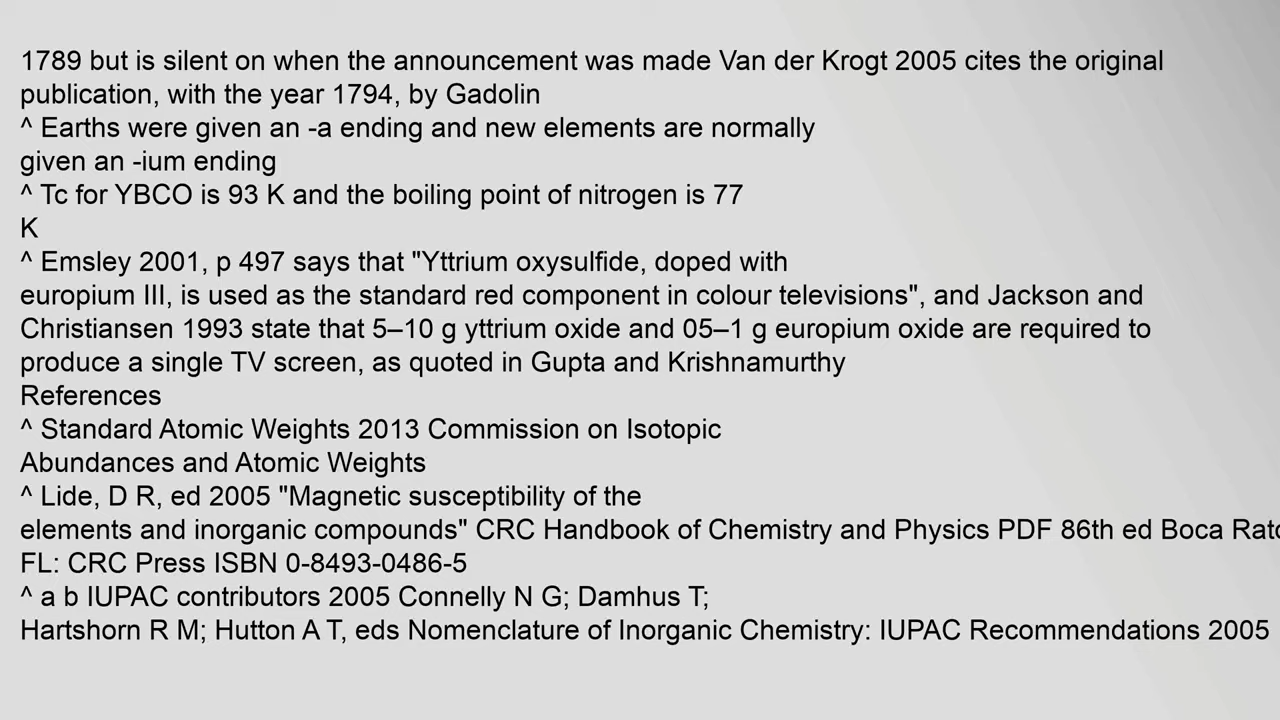 1789 but is silent on when the announcement was made Van der Krogt 2005 cites the original
publication, with the year 1794, by Gadolin
^ Earths were given an -a ending and new elements are normally
given an -ium ending
^ Tc for YBCO is 93 K and the boiling point of nitrogen is 77
K
^ Emsley 2001, p 497 says that "Yttrium oxysulfide, doped with
europium III, is used as the standard red component in colour televisions", and Jackson and
Christiansen 1993 state that 5–10 g yttrium oxide and 05–1 g europium oxide are required to
produce a single TV screen, as quoted in Gupta and Krishnamurthy
References
^ Standard Atomic Weights 2013 Commission on Isotopic
Abundances and Atomic Weights
^ Lide, D R, ed 2005 "Magnetic susceptibility of the
elements and inorganic compounds" CRC Handbook of Chemistry and Physics PDF 86th ed Boca
FL: CRC Press ISBN 0-8493-0486-5
^ a b IUPAC contributors 2005 Connelly N G; Damhus T;
Hartshorn R M; Hutton A T, eds Nomenclature of Inorganic Chemistry: IUPAC Recommendations 2005